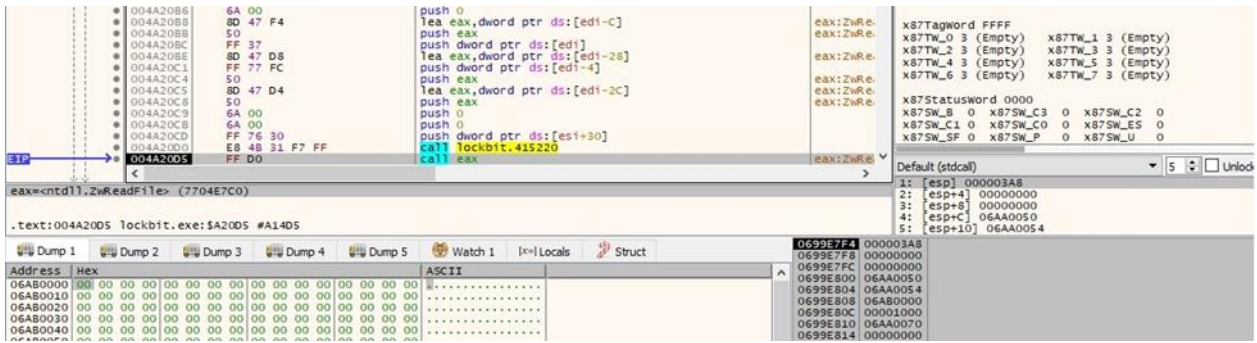 004A20B6 6A 00 push 0
004A20B8 8D 47 F4 lea eax,dword ptr ds:[edi-C] eax:ZwRe
004A20BB 50 push eax eax:ZwRe
004A20BC FF 37 push dword ptr ds:[edi]
004A20BE 8D 47 D8 lea eax,dword ptr ds:[edi-28] eax:ZwRe
004A20C1 FF 77 FC push dword ptr ds:[edi-4]
004A20C4 50 push eax eax:ZwRe
004A20C5 8D 47 D4 lea eax,dword ptr ds:[edi-2C] eax:ZwRe
004A20C8 50 push eax eax:ZwRe
004A20C9 6A 00 push 0
004A20CB 6A 00 push 0
004A20CD FF 76 30 push dword ptr ds:[esi+30]
004A20D0 E8 4B 31 F7 FF call lockbit.415220
EIP 004A20D5 FF D0 call eax eax:ZwRe
eax=<ntdll.ZwReadFile> (7704E7C0)
.text:004A20D5 lockbit.exe:$A20D5 #A14D5
x87TagWord FFFF
x87TW_0 3 (Empty) x87TW_1 3 (Empty)
x87TW_2 3 (Empty) x87TW_3 3 (Empty)
x87TW_4 3 (Empty) x87TW_5 3 (Empty)
x87TW_6 3 (Empty) x87TW_7 3 (Empty)
x87StatusWord 0000
x87SW_B 0 x87SW_C3 0 x87SW_C2 0
x87SW_C1 0 x87SW_C0 0 x87SW_ES 0
x87SW_SF 0 x87SW_P 0 x87SW_U 0
Default (stdcall) 5 Unlock
1: [esp] 000003A8
2: [esp+4] 00000000
3: [esp+8] 00000000
4: [esp+C] 06AA0050
5: [esp+10] 06AA0054
Dump 1 Dump 2 Dump 3 Dump 4 Dump 5 Watch 1 [x=] Locals Struct
Address Hex ASCII
06AB0000 00 00 00 00 00 00 00 00 00 00 00 00 00 00 00 00 ................
06AB0010 00 00 00 00 00 00 00 00 00 00 00 00 00 00 00 00 ................
06AB0020 00 00 00 00 00 00 00 00 00 00 00 00 00 00 00 00 ................
06AB0030 00 00 00 00 00 00 00 00 00 00 00 00 00 00 00 00 ................
06AB0040 00 00 00 00 00 00 00 00 00 00 00 00 00 00 00 00 ................
0699E7F4 000003A8
0699E7F8 00000000
0699E7FC 00000000
0699E800 06AA0050
0699E804 06AA0054
0699E808 06AB0000
0699E80C 00001000
0699E810 06AA0070
0699E814 00000000